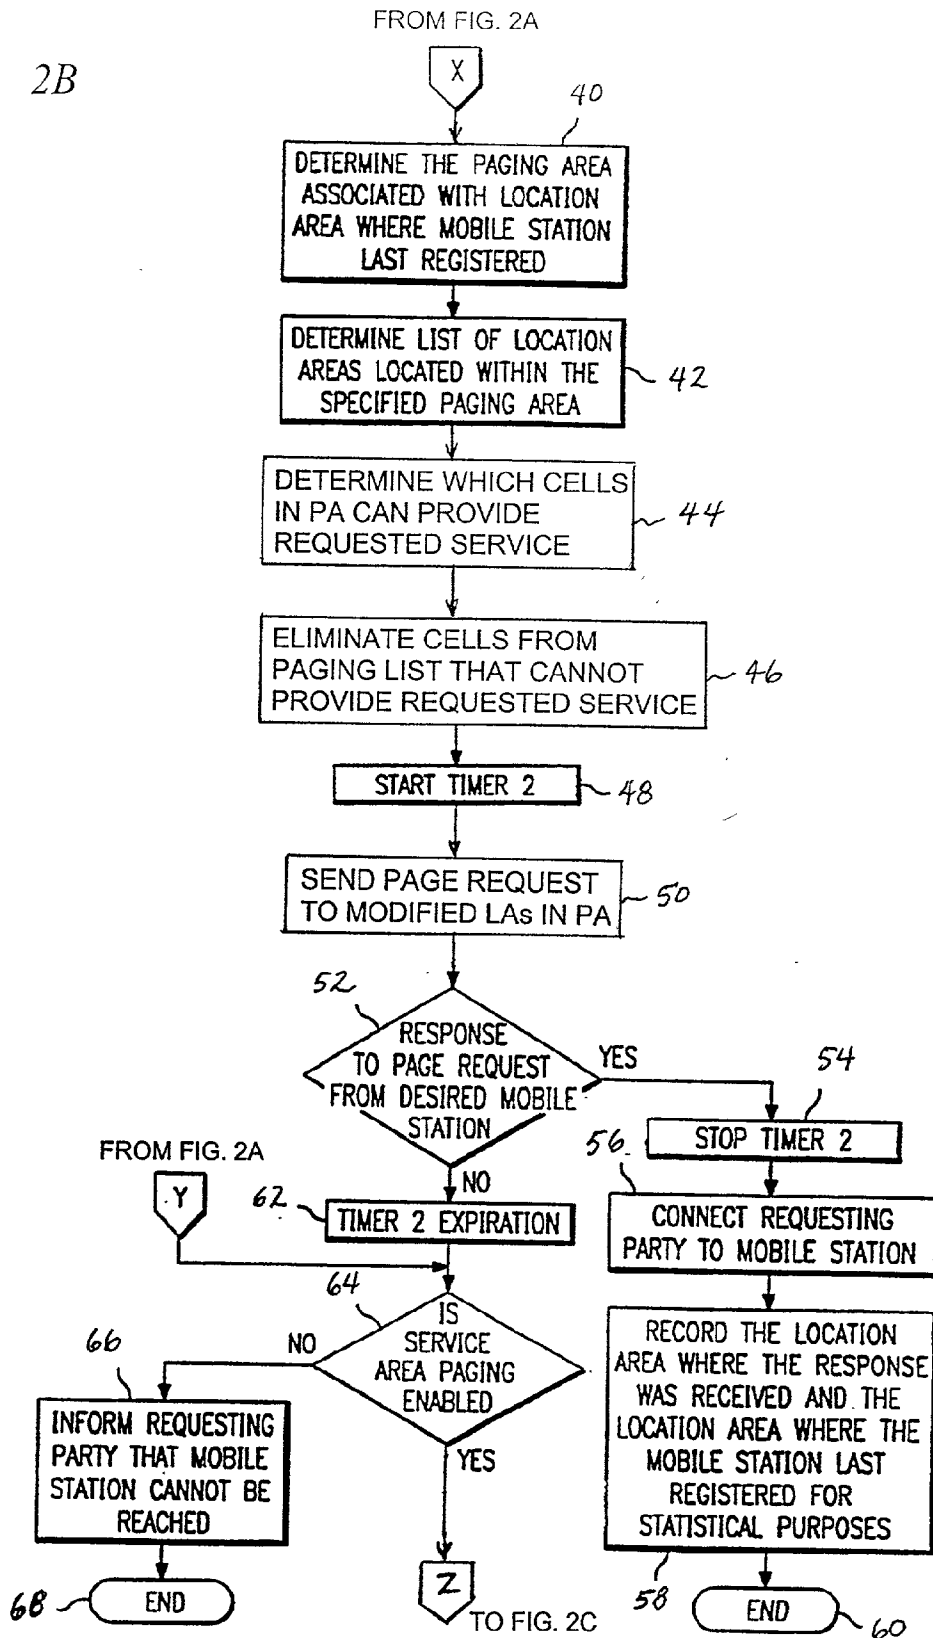 FROM FIG. 2A
2B
X
40
DETERMINE THE PAGING AREA
ASSOCIATED WITH LOCATION
AREA WHERE MOBILE STATION
LAST REGISTERED
DETERMINE LIST OF LOCATION
AREAS LOCATED WITHIN THE
SPECIFIED PAGING AREA
42
DETERMINE WHICH CELLS
IN PA CAN PROVIDE
REQUESTED SERVICE
44
ELIMINATE CELLS FROM
PAGING LIST THAT CANNOT
PROVIDE REQUESTED SERVICE
46
START TIMER 2
48
SEND PAGE REQUEST
TO MODIFIED LAs IN PA
50
52
RESPONSE
TO PAGE REQUEST
FROM DESIRED MOBILE
STATION
YES
54
STOP TIMER 2
56
CONNECT REQUESTING
PARTY TO MOBILE STATION
RECORD THE LOCATION
AREA WHERE THE RESPONSE
WAS RECEIVED AND THE
LOCATION AREA WHERE THE
MOBILE STATION LAST
REGISTERED FOR
STATISTICAL PURPOSES
58
END
60
NO
FROM FIG. 2A
Y
62
TIMER 2 EXPIRATION
64
IS
SERVICE
AREA PAGING
ENABLED
NO
66
INFORM REQUESTING
PARTY THAT MOBILE
STATION CANNOT BE
REACHED
68
END
YES
Z
TO FIG. 2C